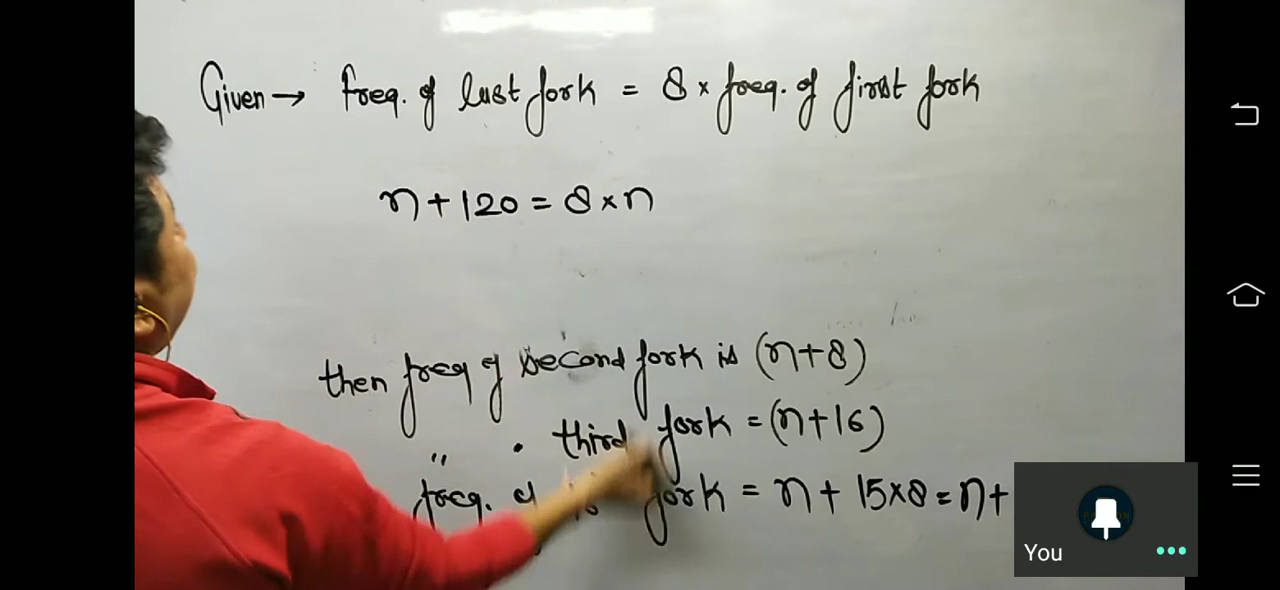 Given → freq. of last fork = 8 × freq. of first fork
n + 120 = 8 × n
then freq of second fork is (n+8)
" • third fork = (n+16)
freq. of fork = n + 15×8 = n+
You